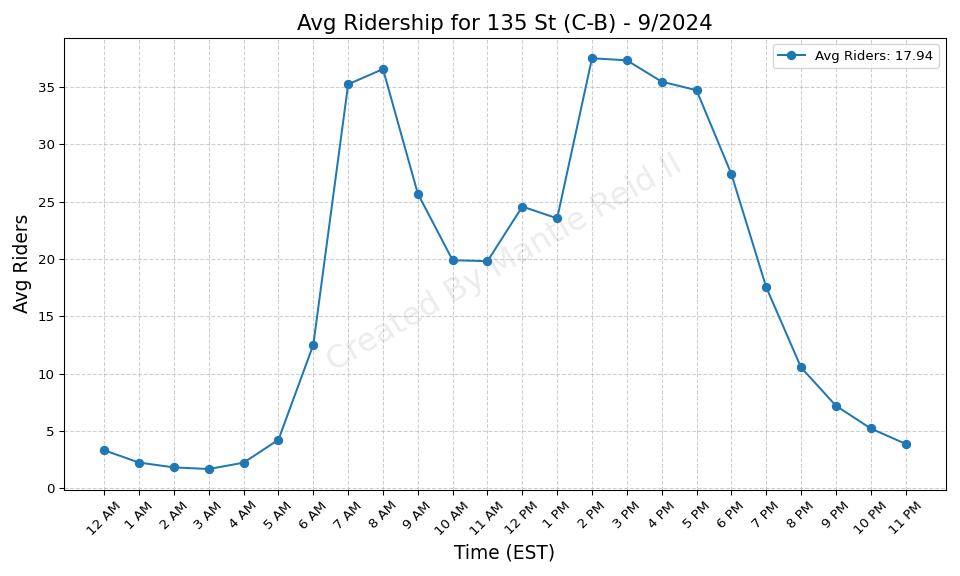 Avg Ridership for 135 St (C-B) - 9/2024
Avg Riders: 17.94
Avg Riders
35
30
25
20
15
10
5
0
Created By Mantle Reid II
12 AM
1 AM
2 AM
3 AM
4 AM
5 AM
6 AM
7 AM
8 AM
9 AM
10 AM
11 AM
12 PM
1 PM
2 PM
3 PM
4 PM
5 PM
6 PM
7 PM
8 PM
9 PM
10 PM
11 PM
Time (EST)